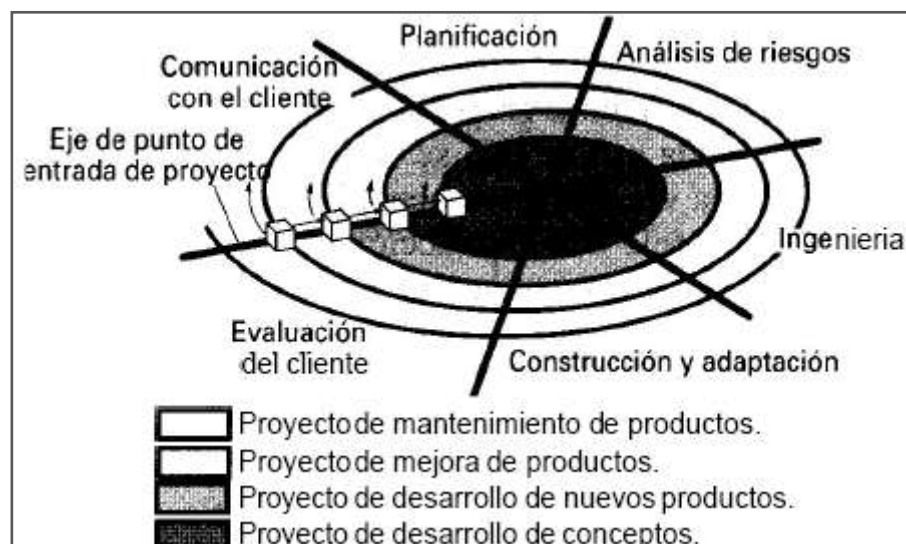 Planificación
Análisis de riesgos
Comunicación
con el cliente
Eje de punto de
entrada de proyecto
Ingenieria
Evaluación
del cliente
Construcción y adaptación
Proyecto de mantenimiento de productos.
Proyecto de mejora de productos.
Proyecto de desarrollo de nuevos productos.
Proyecto de desarrollo de conceptos.